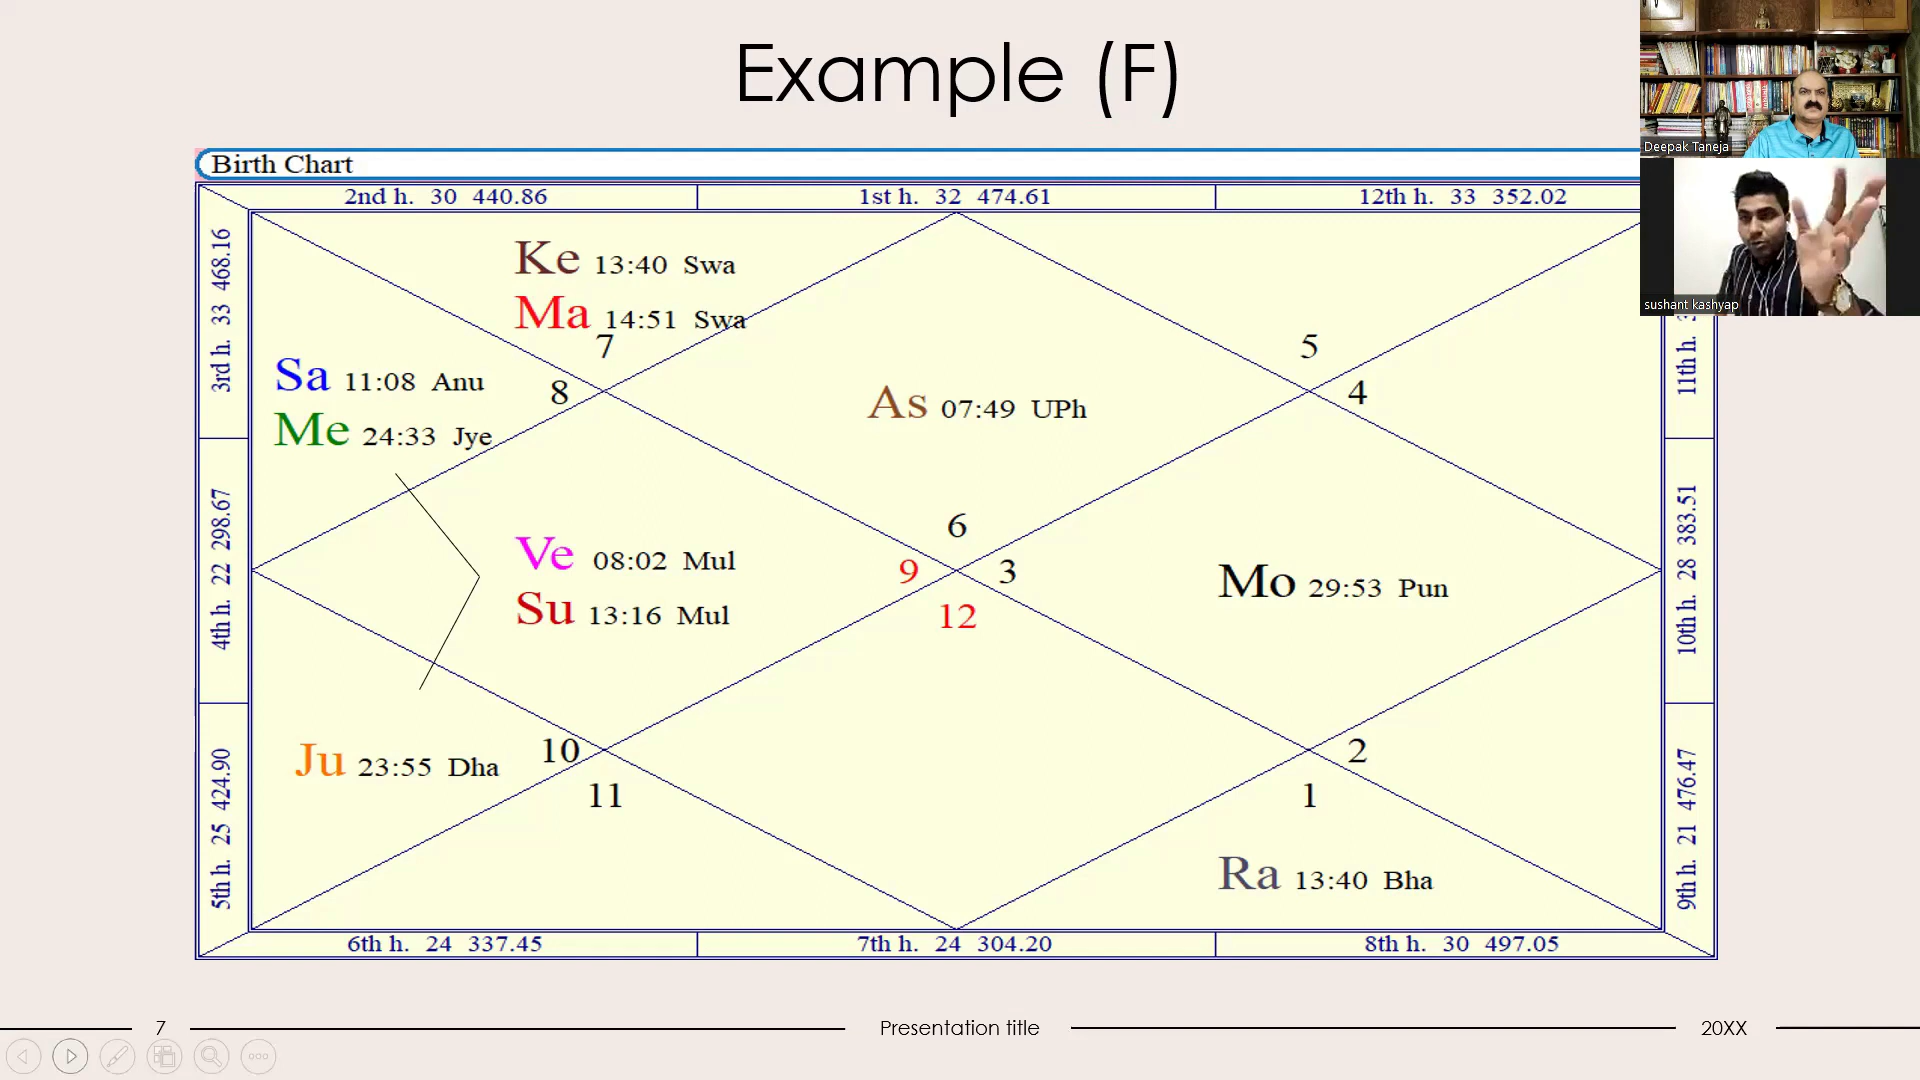 Example (F)
Deepak Taneja
sushant kashyap
Birth Chart
2nd h. 30 440.86
1st h. 32 474.61
12th h. 33 352.02
3rd h. 33 468.16
11th h.
Ke 13:40 Swa
Ma 14:51 Swa
7
5
Sa 11:08 Anu
8
4
Me 24:33 Jye
As 07:49 UPh
4th h. 22 298.67
10th h. 28 383.51
6
Ve 08:02 Mul
9
3
Mo 29:53 Pun
Su 13:16 Mul
12
5th h. 25 424.90
9th h. 21 476.47
Ju 23:55 Dha
10
2
11
1
Ra 13:40 Bha
6th h. 24 337.45
7th h. 24 304.20
8th h. 30 497.05
7
Presentation title
20XX